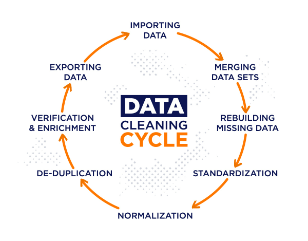 IMPORTING
DATA
MERGING
DATA SETS
REBUILDING
MISSING DATA
STANDARDIZATION
NORMALIZATION
DE-DUPLICATION
VERIFICATION
& ENRICHMENT
EXPORTING
DATA
DATA
CLEANING
CYCLE